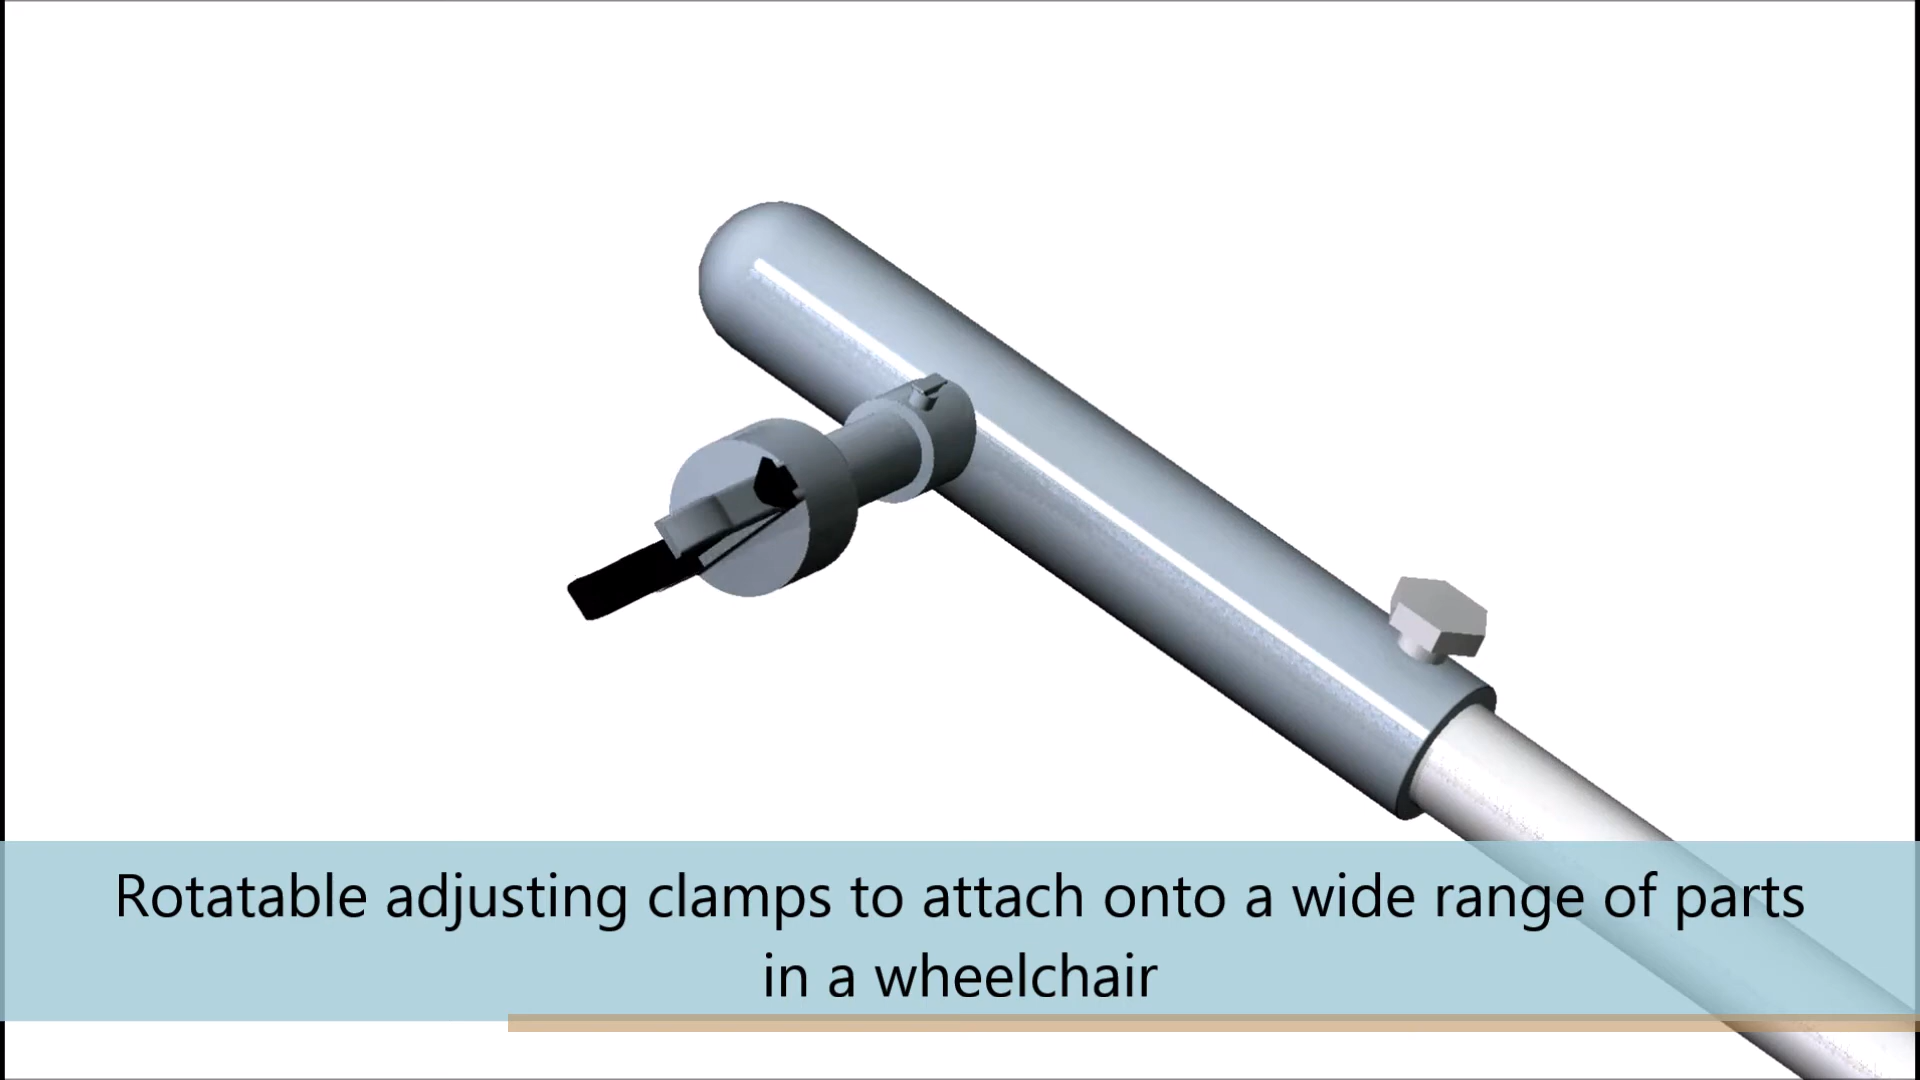 Rotatable adjusting clamps to attach onto a wide range of parts
in a wheelchair